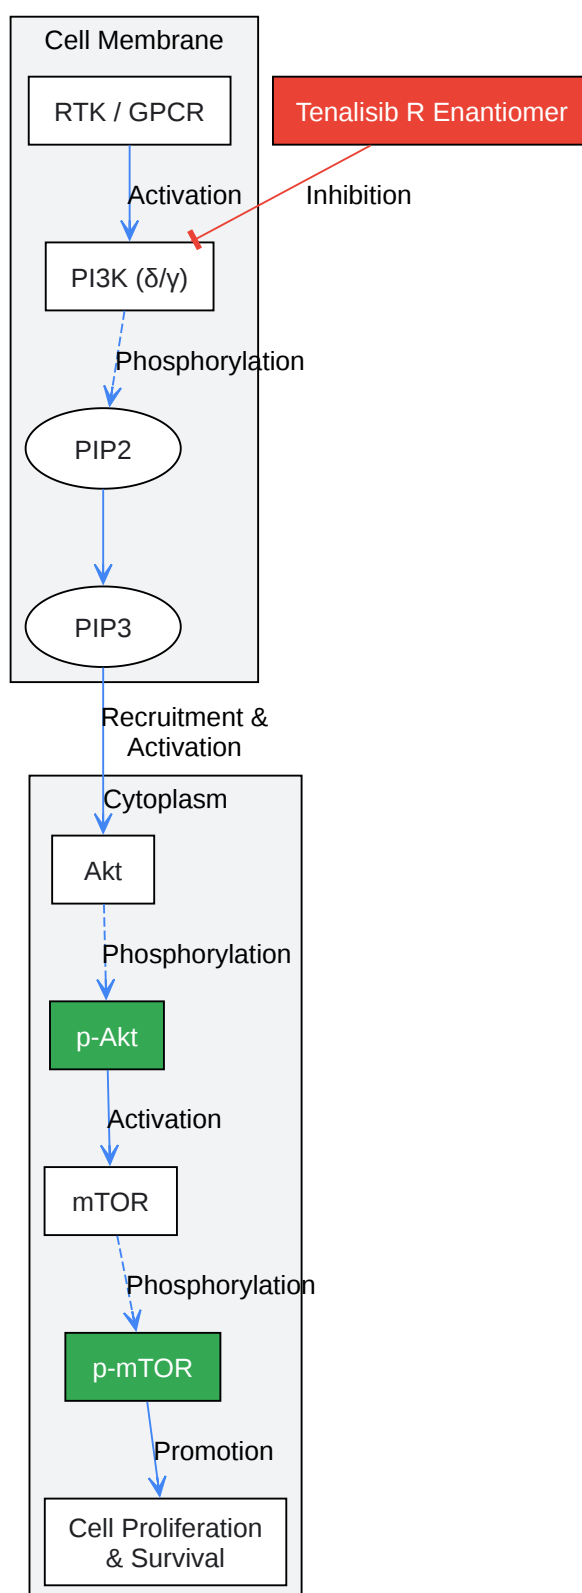 Cell Membrane
RTK / GPCR
Tenalisib R Enantiomer
Activation
Inhibition
PI3K (δ/γ)
Phosphorylation
PIP2
PIP3
Recruitment &
Activation
Cytoplasm
Akt
Phosphorylation
p-Akt
Activation
mTOR
Phosphorylation
p-mTOR
Promotion
Cell Proliferation
& Survival